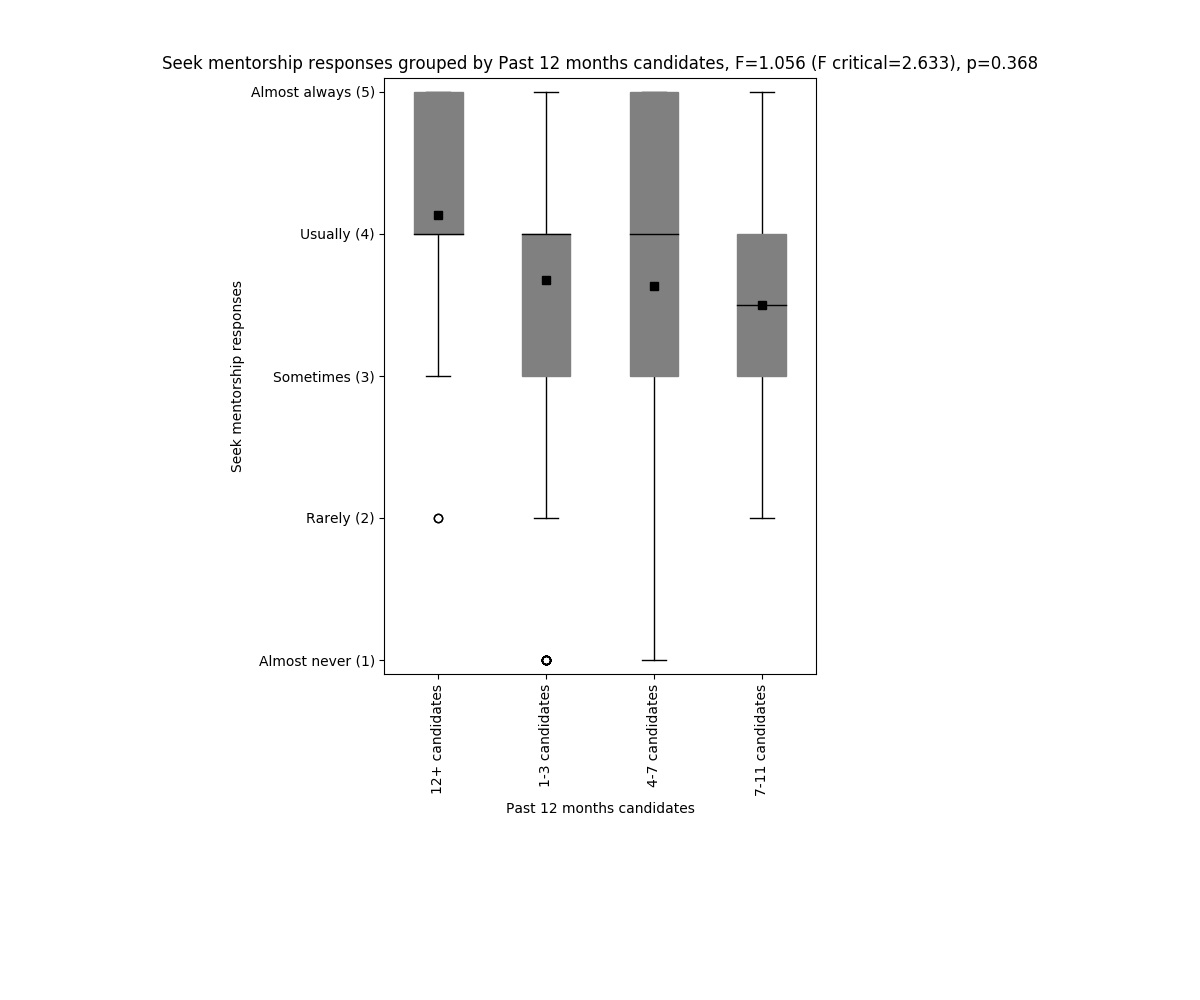 Seek mentorship responses grouped by Past 12 months candidates, F=1.056 (F critical=2.633), p=0.368
Almost always (5)
Usually (4)
Sometimes (3)
Rarely (2)
Almost never (1)
Seek mentorship responses
12+ candidates
1-3 candidates
4-7 candidates
7-11 candidates
Past 12 months candidates